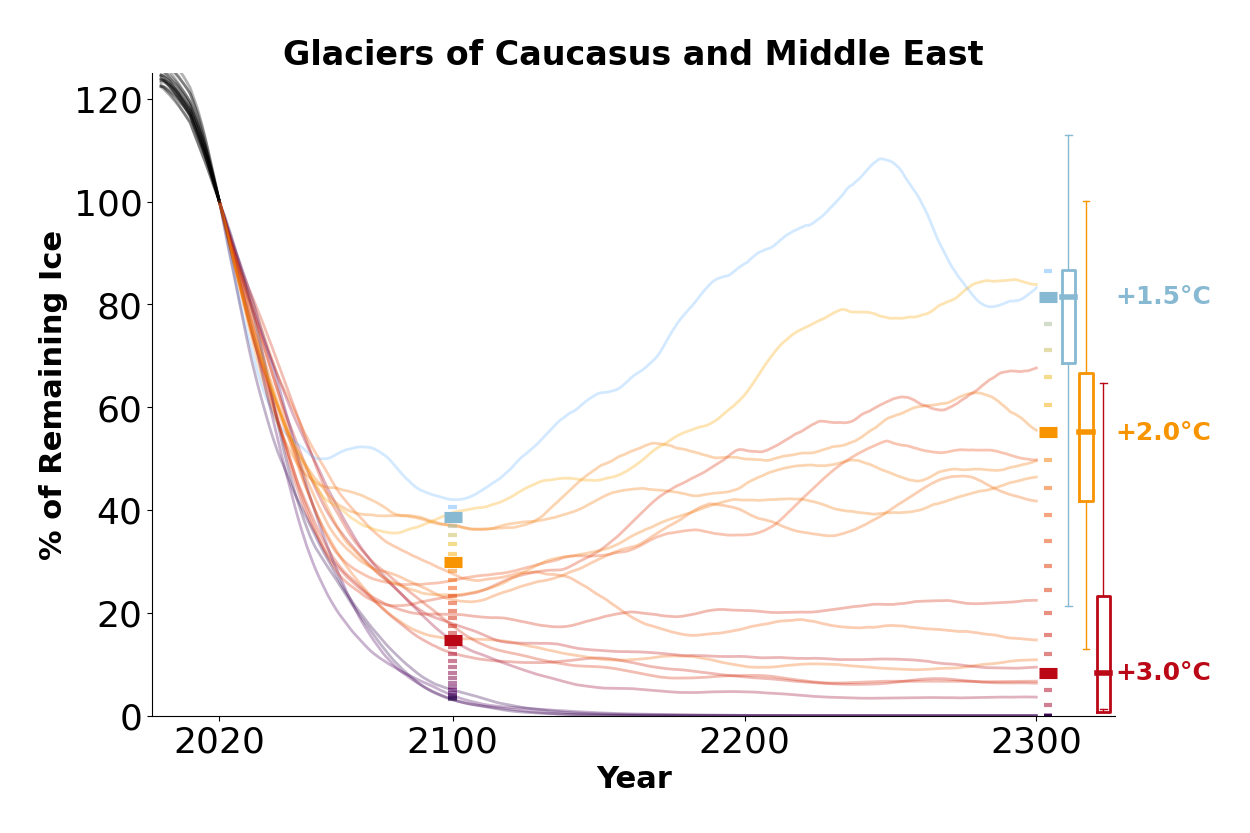 Glaciers of Caucasus and Middle East
% of Remaining Ice
120
100
80
60
40
20
0
2020 2100 2200 2300
Year
+1.5°C
+2.0°C
+3.0°C